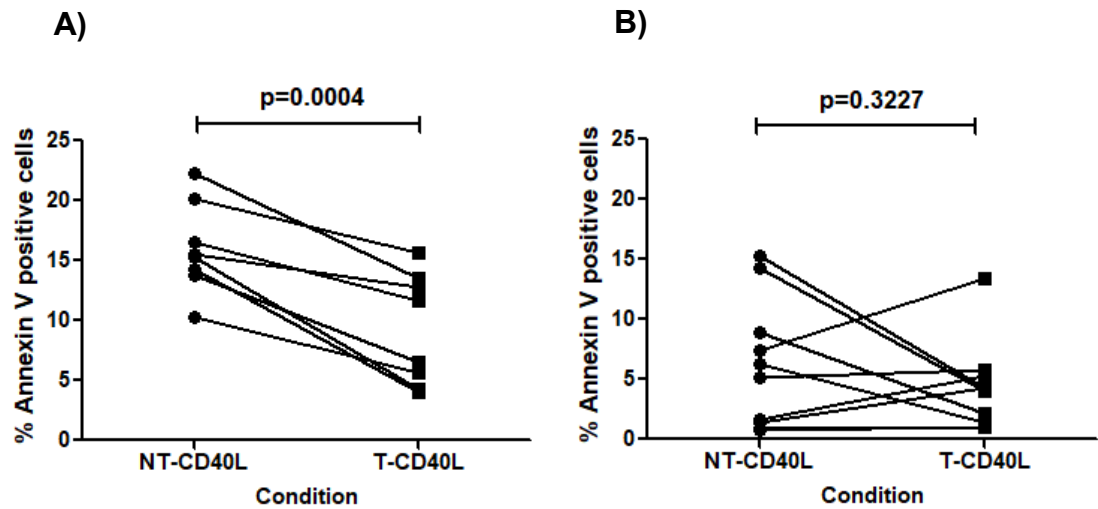 A)
p=0.0004
% Annexin V positive cells
25
20
15
10
5
0
NT-CD40L T-CD40L
Condition
B)
p=0.3227
% Annexin V positive cells
25
20
15
10
5
0
NT-CD40L T-CD40L
Condition